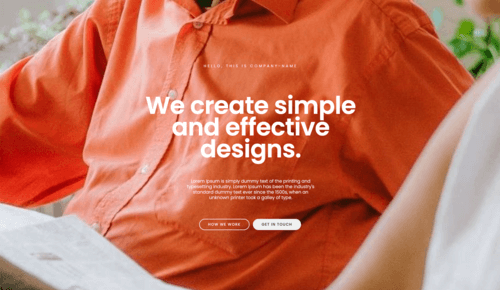 HELLO, THIS IS COMPANY-NAME
We create simple
and effective
designs.
Lorem Ipsum is simply dummy text of the printing and
typesetting industry. Lorem Ipsum has been the industry's
standard dummy text ever since the 1500s, when an
unknown printer took a galley of type.
HOW WE WORK
GET IN TOUCH